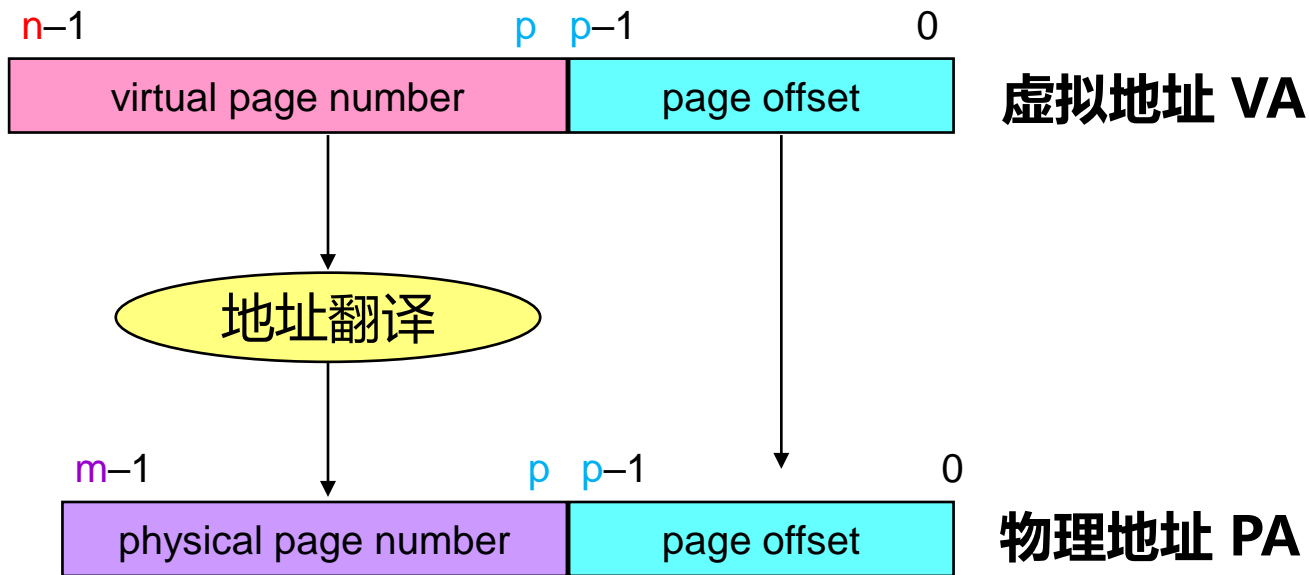 n–1 p p–1 0
virtual page number page offset 虚拟地址 VA
地址翻译
m–1 p p–1 0
physical page number page offset 物理地址 PA